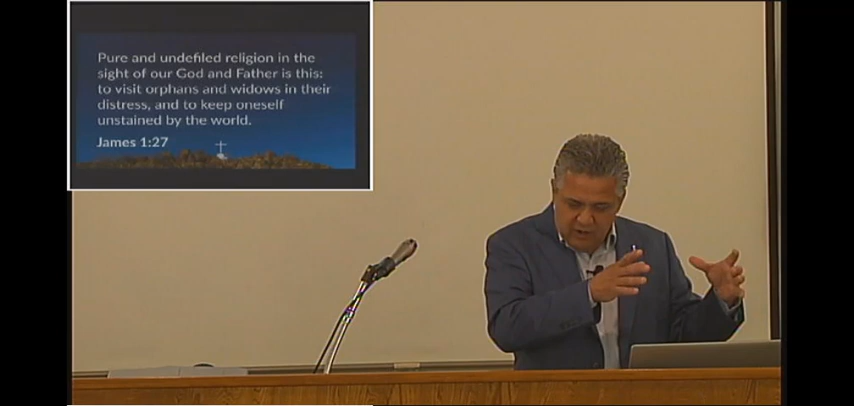 Pure and undefiled religion in the
sight of our God and Father is this:
to visit orphans and widows in their
distress, and to keep oneself
unstained by the world.
James 1:27